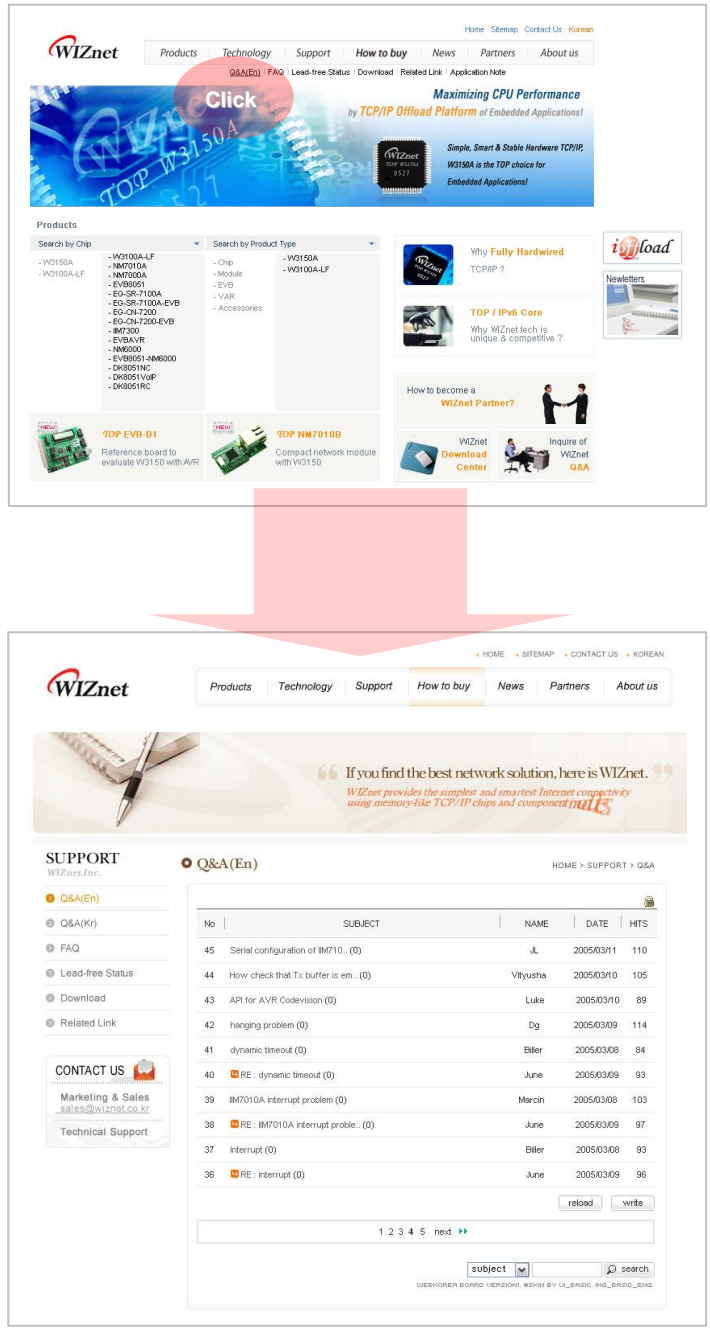 Home Sitemap Contact Us Korean
WIZnet
Products Technology Support How to buy News Partners About us
Q&A(En) FAQ Lead-free Status Download Related Link Application Note
Click
Maximizing CPU Performance
by TCP/IP Offload Platform of Embedded Applications!
WIZnet
TOP W3150A
WIZnet
TOP W3150A
0527
Simple, Smart & Stable Hardware TCP/IP,
W3150A is the TOP choice for
Embedded Applications!
Products
Search by Chip
- W3150A
- W3100A-LF
- W3100A-LF
- NM7010A
- NM7000A
- EVB8051
- EG-SR-7100A
- EG-SR-7100A-EVB
- EG-CN-7200
- EG-CN-7200-EVB
- IIM7300
- EVBAVR
- NM6000
- EVB8051-NM6000
- DK8051NC
- DK8051VoIP
- DK8051RC
Search by Product Type
- Chip
- Module
- EVB
- VAR
- Accessories
- W3150A
- W3100A-LF
Why Fully Hardwired
TCP/IP ?
TOP / IPv6 Core
Why WIZnet tech is
unique & competitive ?
ioffload
Newletters
How to become a
WIZnet Partner?
NEW
TOP EVB-B1
Reference board to
evaluate W3150 with AVR
NEW
TOP NM7010B
Compact network module
with W3150
WIZnet
Download
Center
Inquire of
WIZnet
Q&A
HOME SITEMAP CONTACT US KOREAN
WIZnet
Products Technology Support How to buy News Partners About us
“ If you find the best network solution, here is WIZnet. ”
WIZnet provides the simplest and smartest Internet connectivity
using memory-like TCP/IP chips and component
SUPPORT
WIZnet,Inc.
Q&A(En)
Q&A(Kr)
FAQ
Lead-free Status
Download
Related Link
CONTACT US
Marketing & Sales
sales@wiznet.co.kr
Technical Support
Q&A(En)
HOME > SUPPORT > Q&A
No SUBJECT NAME DATE HITS
45 Serial configuration of IIM710.. (0) JL 2005/03/11 110
44 How check that Tx buffer is em.. (0) Vityusha 2005/03/10 105
43 API for AVR Codevision (0) Luke 2005/03/10 89
42 hanging problem (0) Dg 2005/03/09 114
41 dynamic timeout (0) Biller 2005/03/08 84
40 RE : dynamic timeout (0) June 2005/03/09 93
39 IIM7010A interrupt problem (0) Marcin 2005/03/08 103
38 RE : IIM7010A interrupt proble.. (0) June 2005/03/09 97
37 Interrupt (0) Biller 2005/03/08 93
36 RE : interrupt (0) June 2005/03/09 96
reload write
1 2 3 4 5 next
subject search
WEBKOREA BOARD VERSION1. #SKIN BY UI_BASIC. IMG_BASIC_ENG.